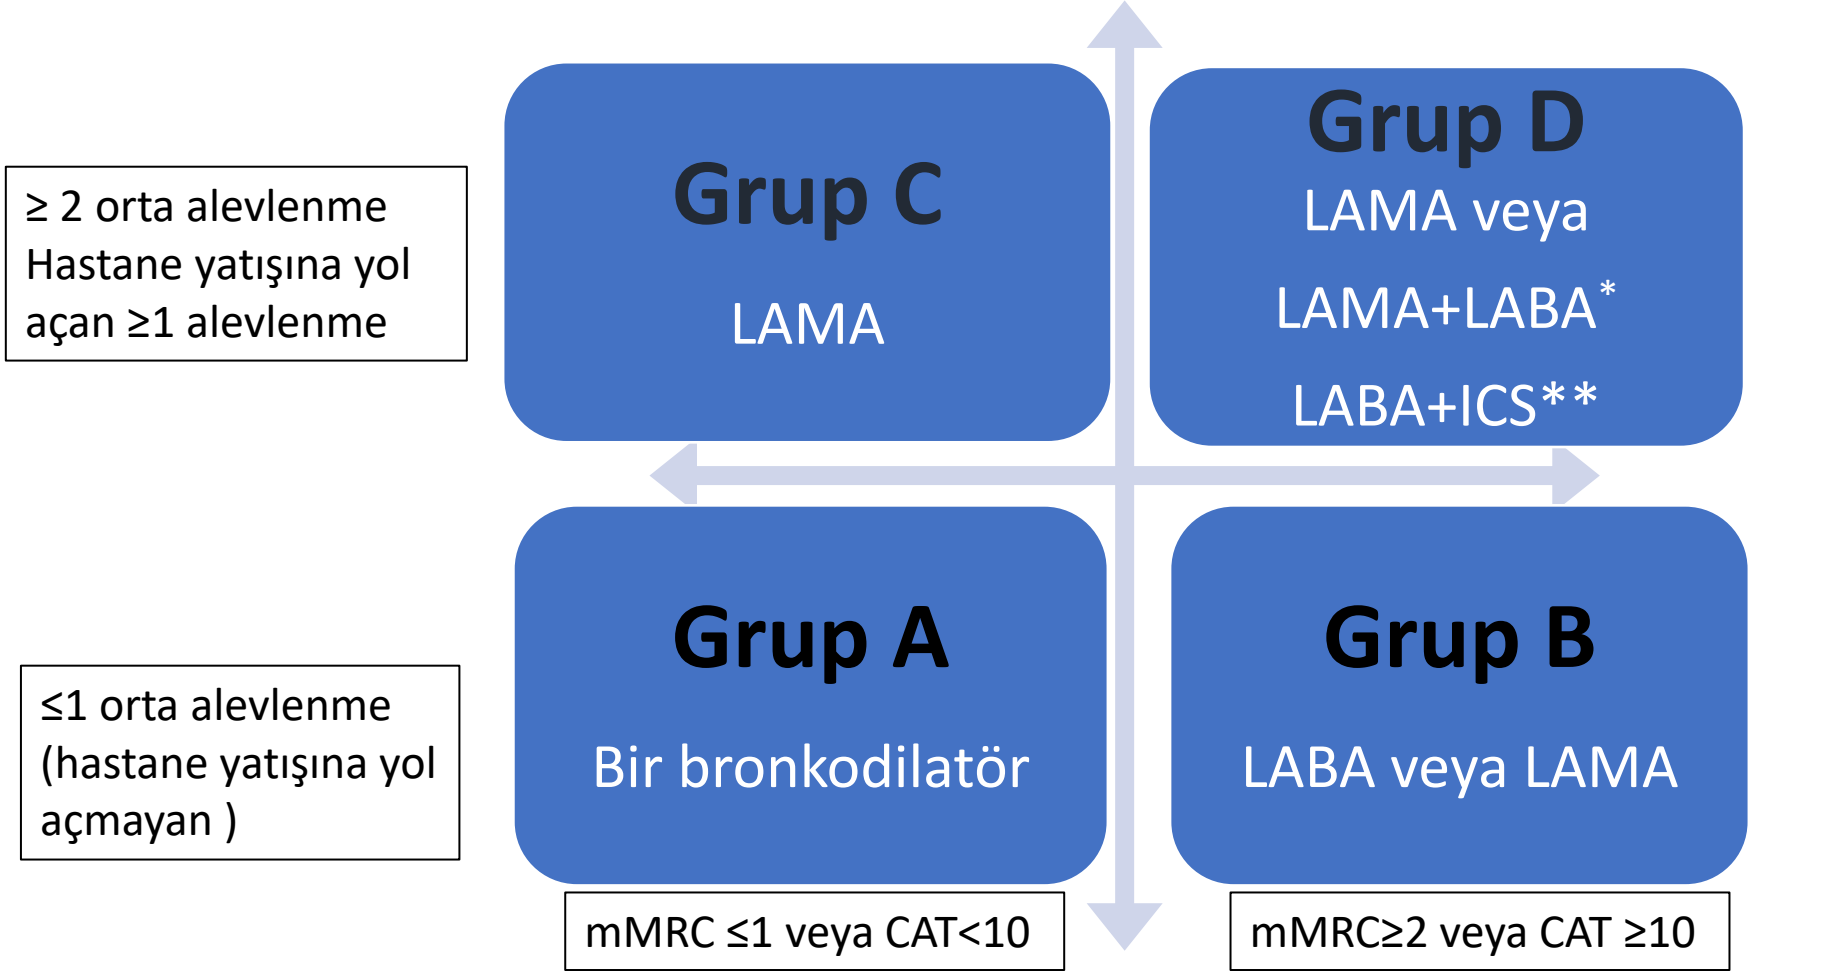 ≥ 2 orta alevlenme
Hastane yatışına yol
açan ≥1 alevlenme
Grup C
LAMA
Grup D
LAMA veya
LAMA+LABA*
LABA+ICS**
≤1 orta alevlenme
(hastane yatışına yol
açmayan )
Grup A
Bir bronkodilatör
Grup B
LABA veya LAMA
mMRC ≤1 veya CAT<10
mMRC≥2 veya CAT ≥10